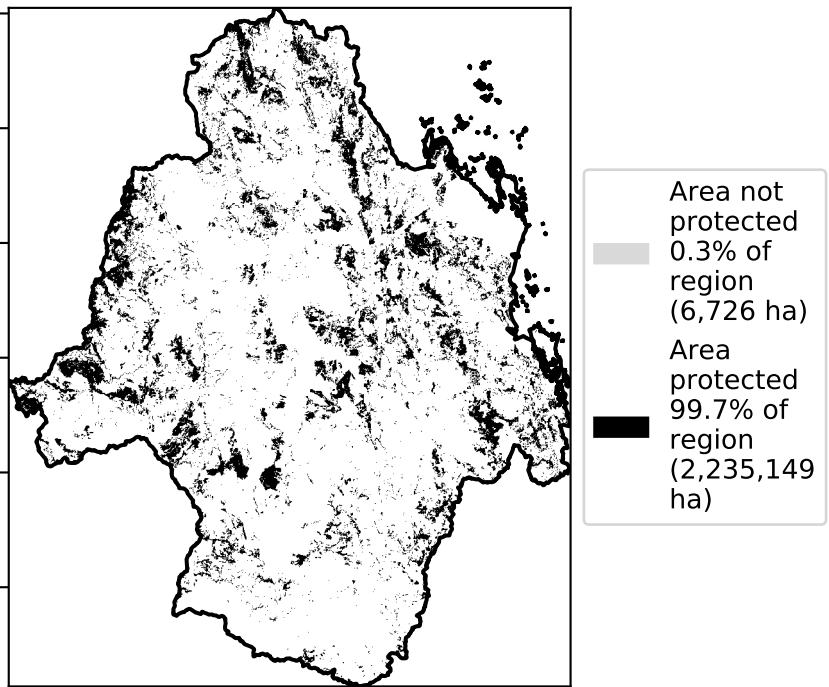 Area not
protected
0.3% of
region
(6,726 ha)
Area
protected
99.7% of
region
(2,235,149
ha)